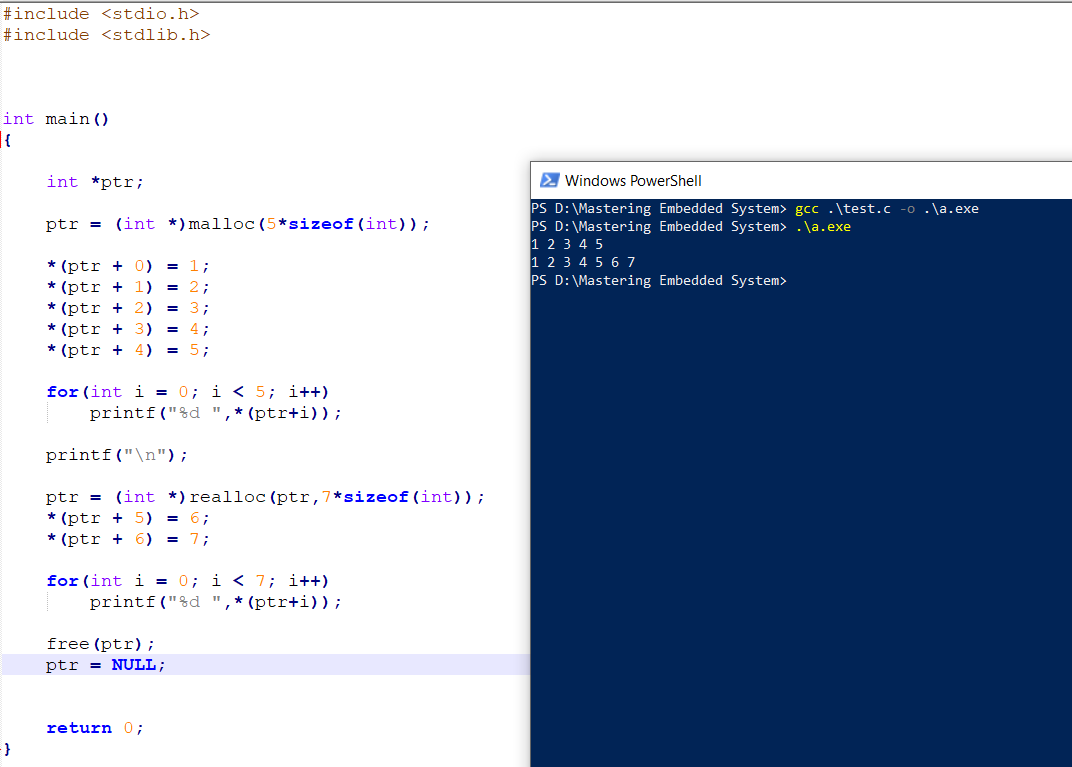 #include <stdio.h>
#include <stdlib.h>
int main()
{
int *ptr;
ptr = (int *)malloc(5*sizeof(int));
*(ptr + 0) = 1;
*(ptr + 1) = 2;
*(ptr + 2) = 3;
*(ptr + 3) = 4;
*(ptr + 4) = 5;
for(int i = 0; i < 5; i++)
printf("%d ",*(ptr+i));
printf("\n");
ptr = (int *)realloc(ptr,7*sizeof(int));
*(ptr + 5) = 6;
*(ptr + 6) = 7;
for(int i = 0; i < 7; i++)
printf("%d ",*(ptr+i));
free(ptr);
ptr = NULL;
return 0;
}
Windows PowerShell
PS D:\Mastering Embedded System> gcc .\test.c -o .\a.exe
PS D:\Mastering Embedded System> .\a.exe
1 2 3 4 5
1 2 3 4 5 6 7
PS D:\Mastering Embedded System>